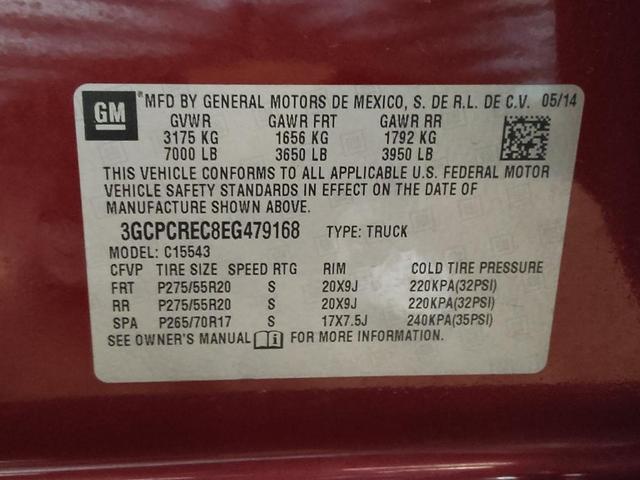 GM ® MFD BY GENERAL MOTORS DE MEXICO, S. DE R.L. DE C.V. 05/14
GVWR GAWR FRT GAWR RR
3175 KG 1656 KG 1792 KG
7000 LB 3650 LB 3950 LB
THIS VEHICLE CONFORMS TO ALL APPLICABLE U.S. FEDERAL MOTOR
VEHICLE SAFETY STANDARDS IN EFFECT ON THE DATE OF
MANUFACTURE SHOWN ABOVE.
3GCPCREC8EG479168 TYPE: TRUCK
MODEL: C15543
CFVP TIRE SIZE SPEED RTG RIM COLD TIRE PRESSURE
FRT P275/55R20 S 20X9J 220KPA(32PSI)
RR P275/55R20 S 20X9J 220KPA(32PSI)
SPA P265/70R17 S 17X7.5J 240KPA(35PSI)
SEE OWNER'S MANUAL FOR MORE INFORMATION.